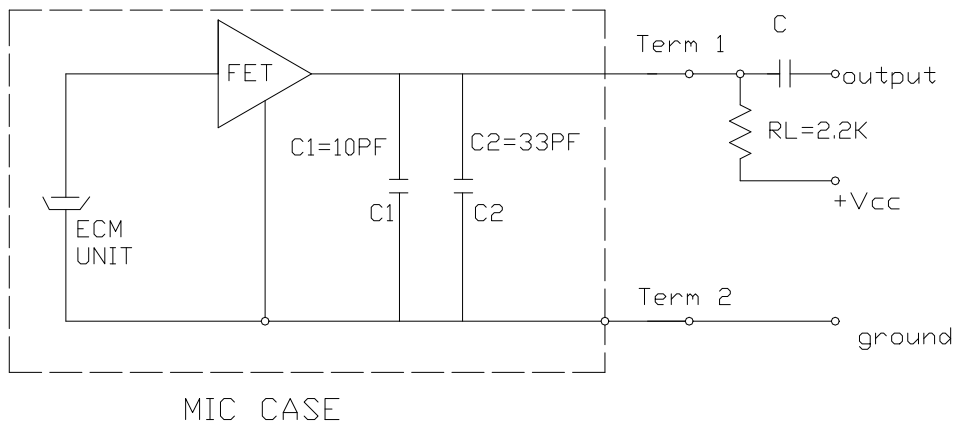 C
Term 1
FET
output
C1=10PF
C2=33PF
RL=2.2K
+Vcc
C1
C2
ECM
UNIT
Term 2
ground
MIC CASE